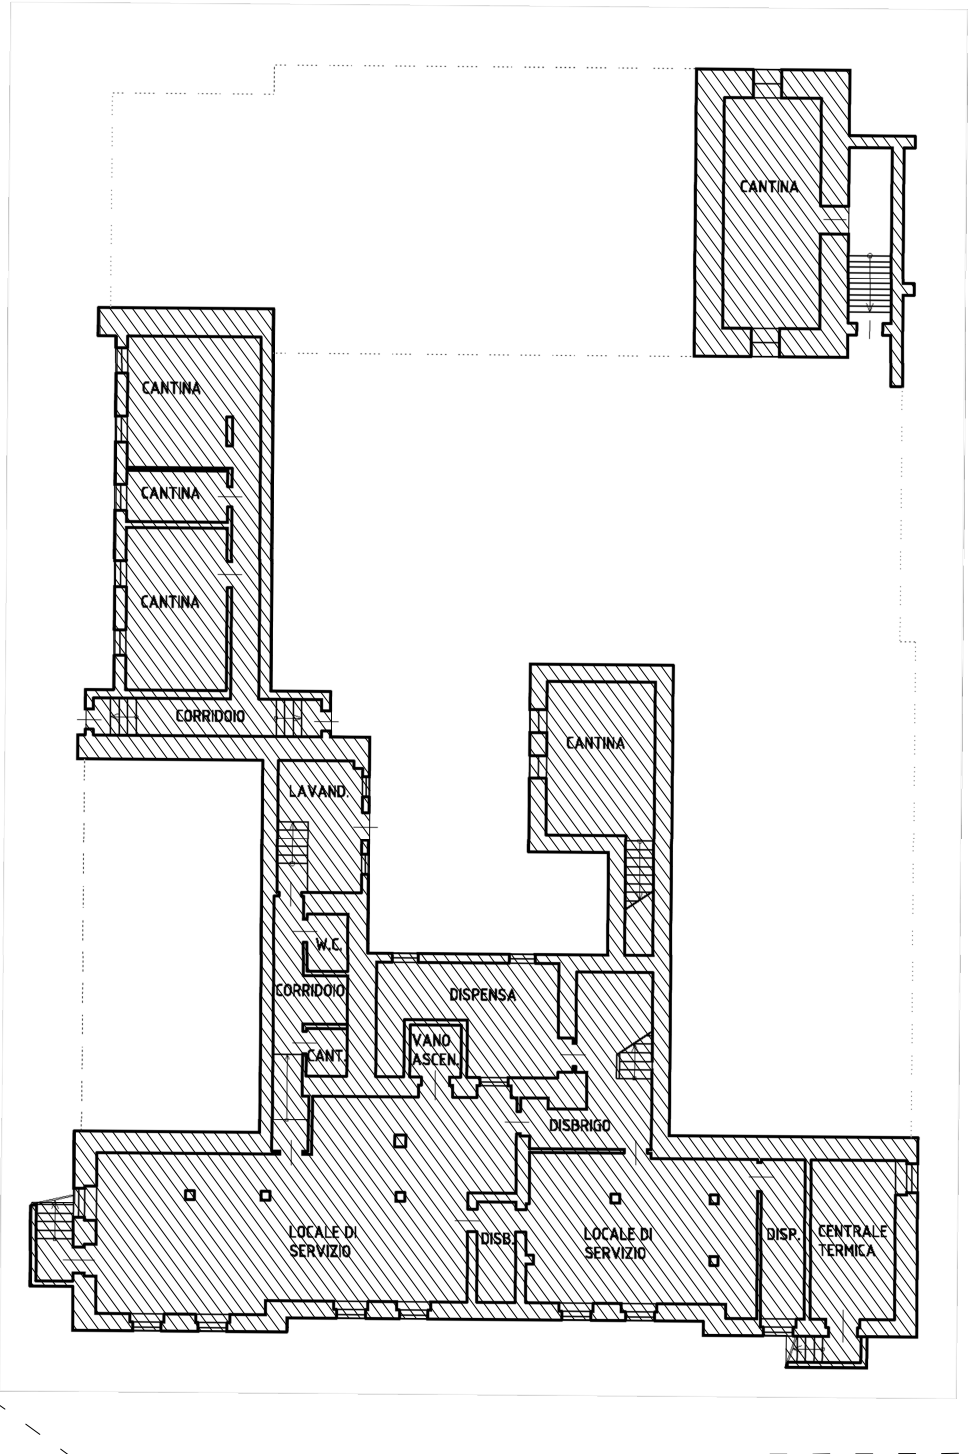 CANTINA
CANTINA
CANTINA
CANTINA
CORRIDOIO
CANTINA
LAVAND.
W.C.
CORRIDOIO
DISPENSA
VANO
ASCEN.
CANT.
DISBRIGO
LOCALE DI
SERVIZIO
DISB.
LOCALE DI
SERVIZIO
DISP.
CENTRALE
TERMICA